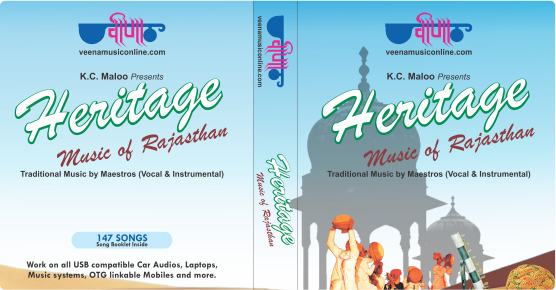 वीणा
veenamusiconline.com
K.C. Maloo Presents
Heritage
Music of Rajasthan
Traditional Music by Maestros (Vocal & Instrumental)
147 SONGS
Song Booklet Inside
Work on all USB compatible Car Audios, Laptops,
Music systems, OTG linkable Mobiles and more.
वीणा
veenamusiconline.com
Heritage
Music of Rajasthan
वीणा
veenamusiconline.com
K.C. Maloo Presents
Heritage
Music of Rajasthan
Traditional Music by Maestros (Vocal & Instrumental)